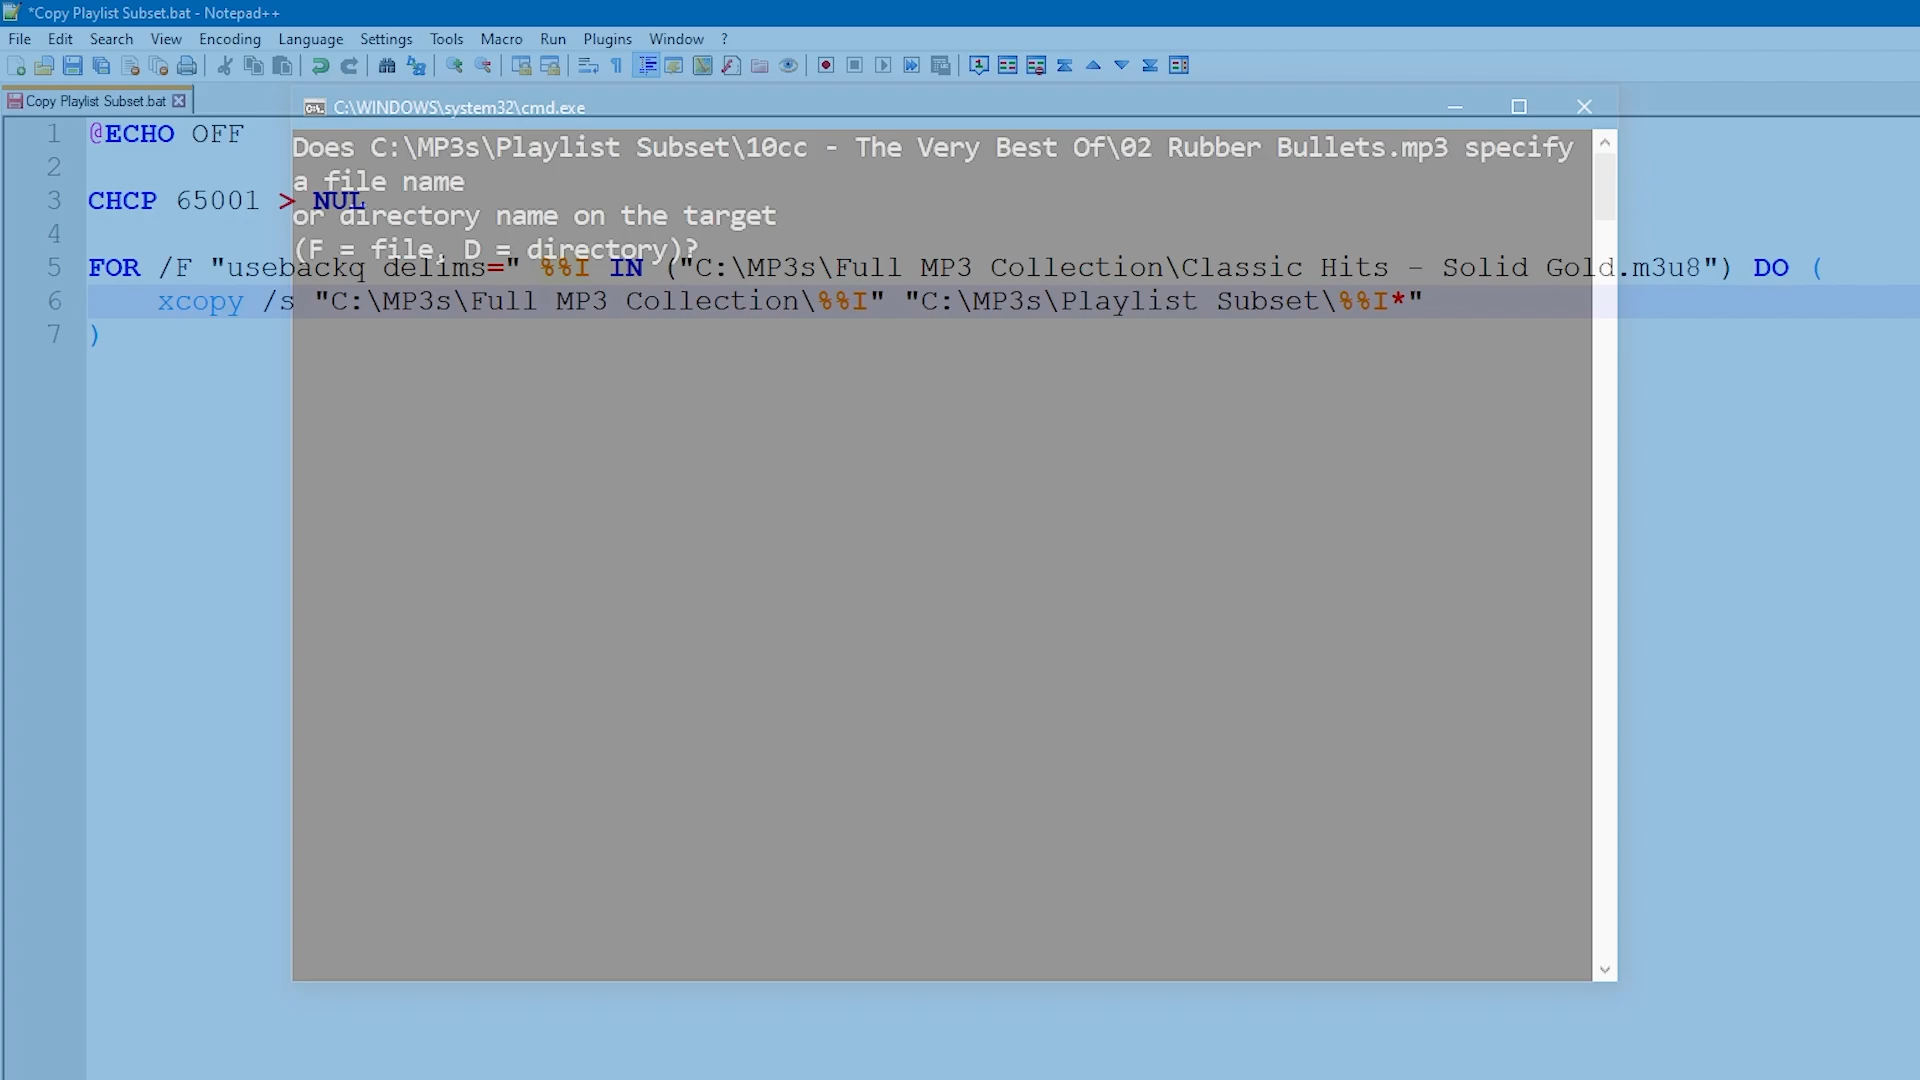 *Copy Playlist Subset.bat - Notepad++
File Edit Search View Encoding Language Settings Tools Macro Run Plugins Window ?
Copy Playlist Subset.bat
C:\WINDOWS\system32\cmd.exe
1 @ECHO OFF
2
3 CHCP 65001 > NUL
4
5 FOR /F "usebackq delims=" %%I IN ("C:\MP3s\Full MP3 Collection\Classic Hits - Solid Gold.m3u8") DO (
6 xcopy /s "C:\MP3s\Full MP3 Collection\%%I" "C:\MP3s\Playlist Subset\%%I*"
7 )
Does C:\MP3s\Playlist Subset\10cc - The Very Best Of\02 Rubber Bullets.mp3 specify
a file name
or directory name on the target
(F = file, D = directory)?